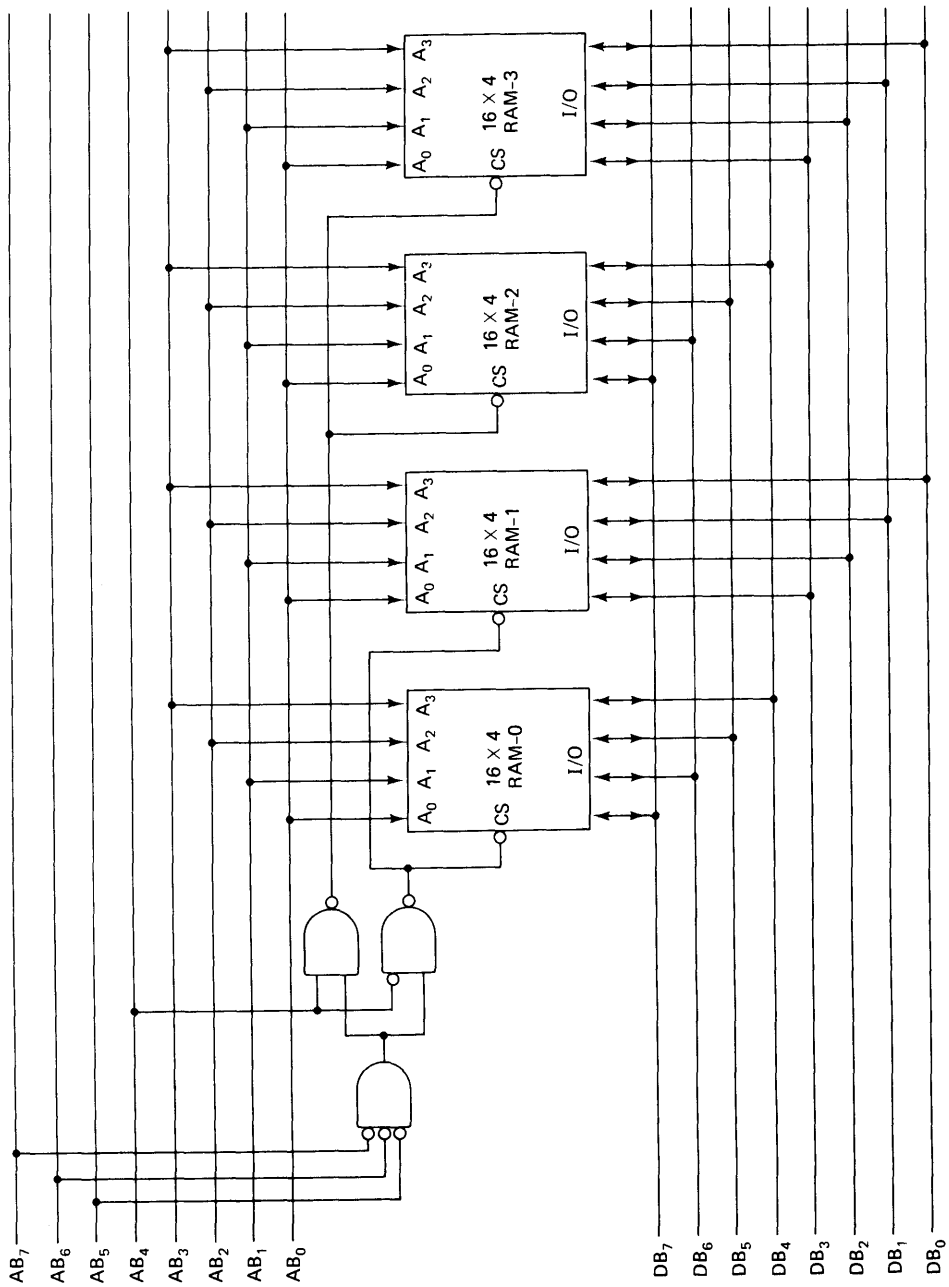 AB₇
AB₆
AB₅
AB₄
AB₃
AB₂
AB₁
AB₀
A₀ A₁ A₂ A₃
CS
16 X 4
RAM-0
I/O
A₀ A₁ A₂ A₃
CS
16 X 4
RAM-1
I/O
A₀ A₁ A₂ A₃
CS
16 X 4
RAM-2
I/O
A₀ A₁ A₂ A₃
CS
16 X 4
RAM-3
I/O
DB₇
DB₆
DB₅
DB₄
DB₃
DB₂
DB₁
DB₀